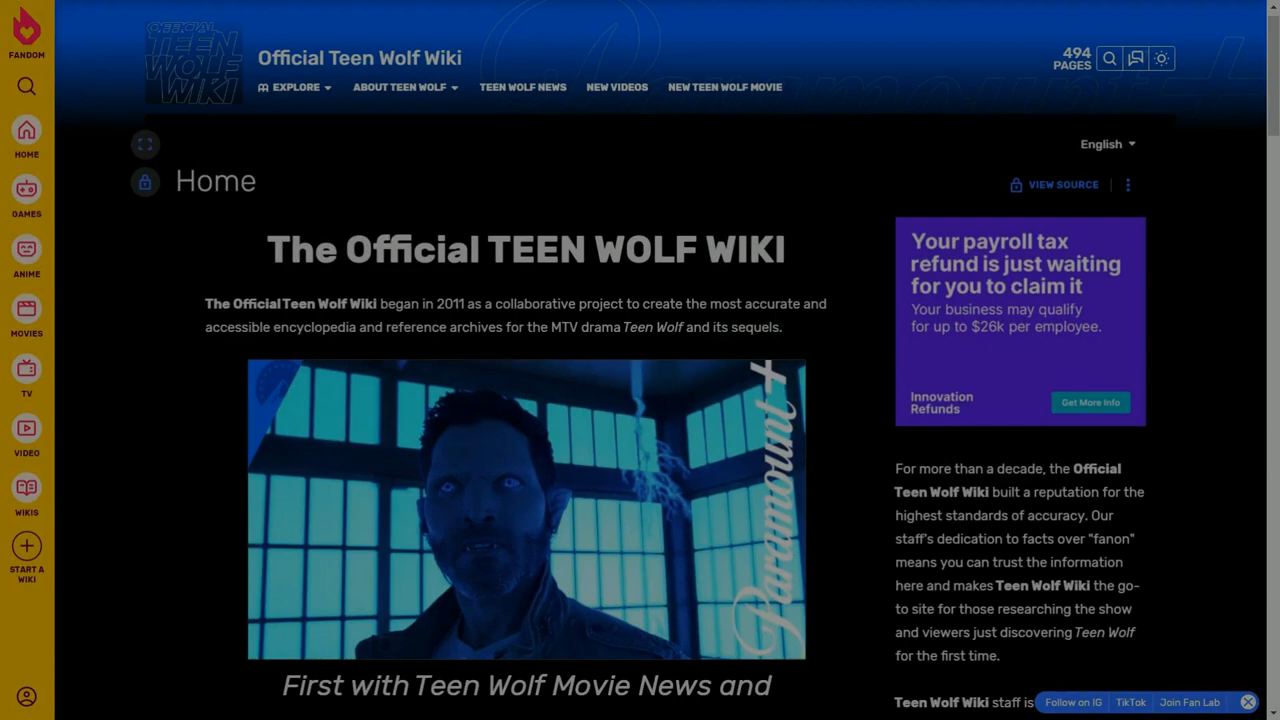 FANDOM
HOME
GAMES
ANIME
MOVIES
TV
VIDEO
WIKIS
START A
WIKI
OFFICIAL
TEEN
WOLF
WIKI
Official Teen Wolf Wiki
EXPLORE
ABOUT TEEN WOLF
TEEN WOLF NEWS
NEW VIDEOS
NEW TEEN WOLF MOVIE
494
PAGES
Paramount+
English
Home
VIEW SOURCE
The Official TEEN WOLF WIKI
The Official Teen Wolf Wiki began in 2011 as a collaborative project to create the most accurate and
accessible encyclopedia and reference archives for the MTV drama Teen Wolf and its sequels.
Paramount+
First with Teen Wolf Movie News and
Your payroll tax
refund is just waiting
for you to claim it
Your business may qualify
for up to $26k per employee.
Innovation
Refunds
Get More Info
For more than a decade, the Official
Teen Wolf Wiki built a reputation for the
highest standards of accuracy. Our
staff's dedication to facts over "fanon"
means you can trust the information
here and makes Teen Wolf Wiki the go-
to site for those researching the show
and viewers just discovering Teen Wolf
for the first time.
Teen Wolf Wiki staff is
Follow on IG
TikTok
Join Fan Lab